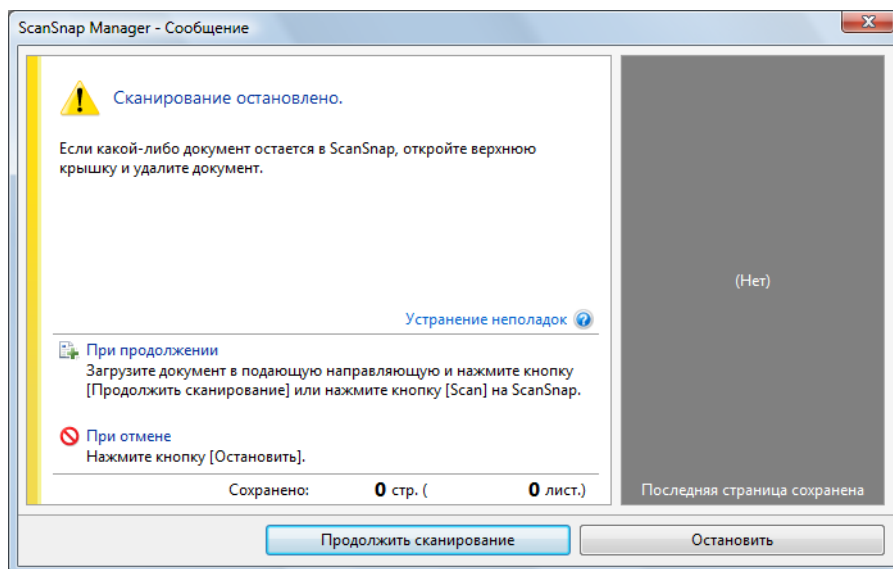 ScanSnap Manager - Сообщение
Сканирование остановлено.
Если какой-либо документ остается в ScanSnap, откройте верхнюю
крышку и удалите документ.
(Нет)
Устранение неполадок
При продолжении
Загрузите документ в подающую направляющую и нажмите кнопку
[Продолжить сканирование] или нажмите кнопку [Scan] на ScanSnap.
При отмене
Нажмите кнопку [Остановить].
Сохранено: 0 стр. ( 0 лист.)
Последняя страница сохранена
Продолжить сканирование
Остановить